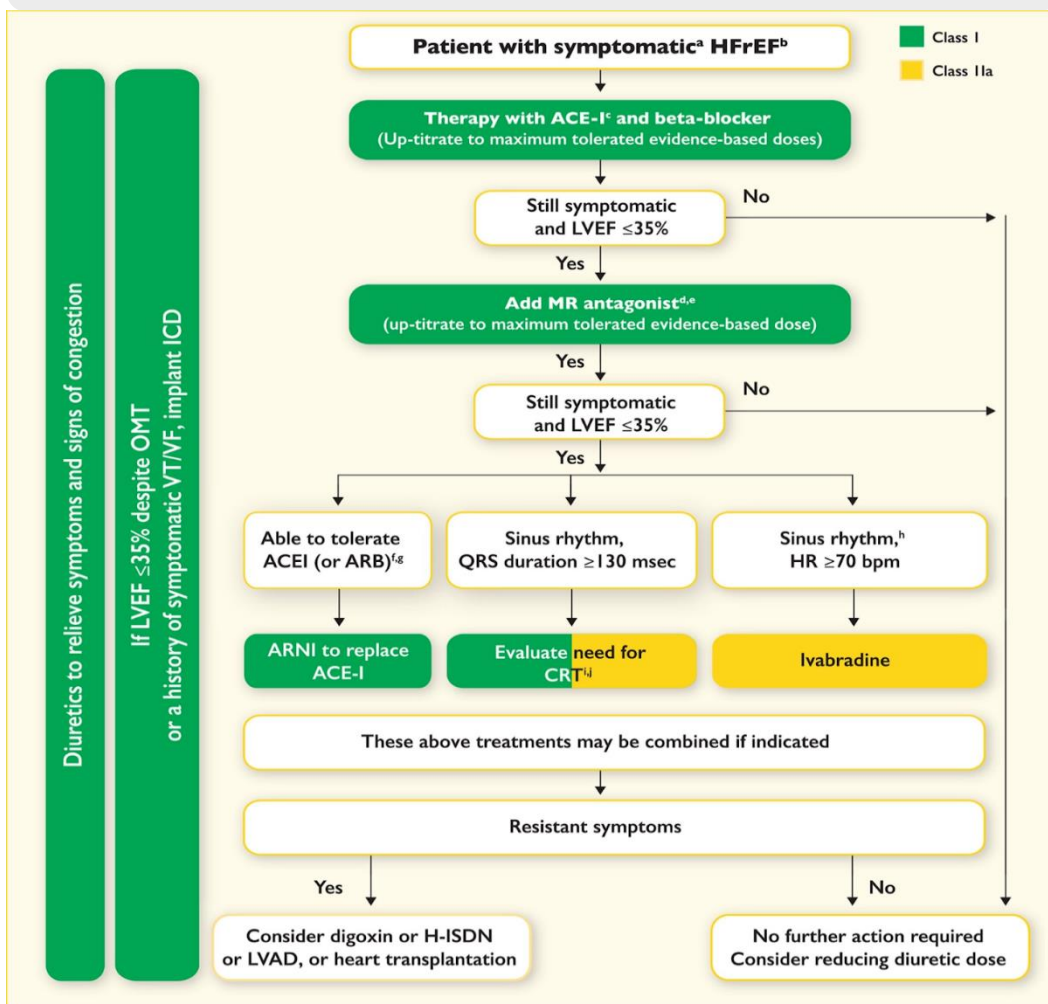 Patient with symptomaticᵃ HFrEFᵇ
Class I
Class IIa
Therapy with ACE-Iᶜ and beta-blocker
(Up-titrate to maximum tolerated evidence-based doses)
Still symptomatic
and LVEF ≤35%
No
Yes
Add MR antagonistᵈ,ᵉ
(up-titrate to maximum tolerated evidence-based dose)
Yes
Still symptomatic
and LVEF ≤35%
No
Yes
Able to tolerate
ACEI (or ARB)ᶠ,ᵍ
Sinus rhythm,
QRS duration ≥130 msec
Sinus rhythm,ʰ
HR ≥70 bpm
ARNI to replace
ACE-I
Evaluate need for
CRTⁱ,ʲ
Ivabradine
These above treatments may be combined if indicated
Resistant symptoms
Yes
No
Consider digoxin or H-ISDN
or LVAD, or heart transplantation
No further action required
Consider reducing diuretic dose
Diuretics to relieve symptoms and signs of congestion
If LVEF ≤35% despite OMT
or a history of symptomatic VT/VF, implant ICD